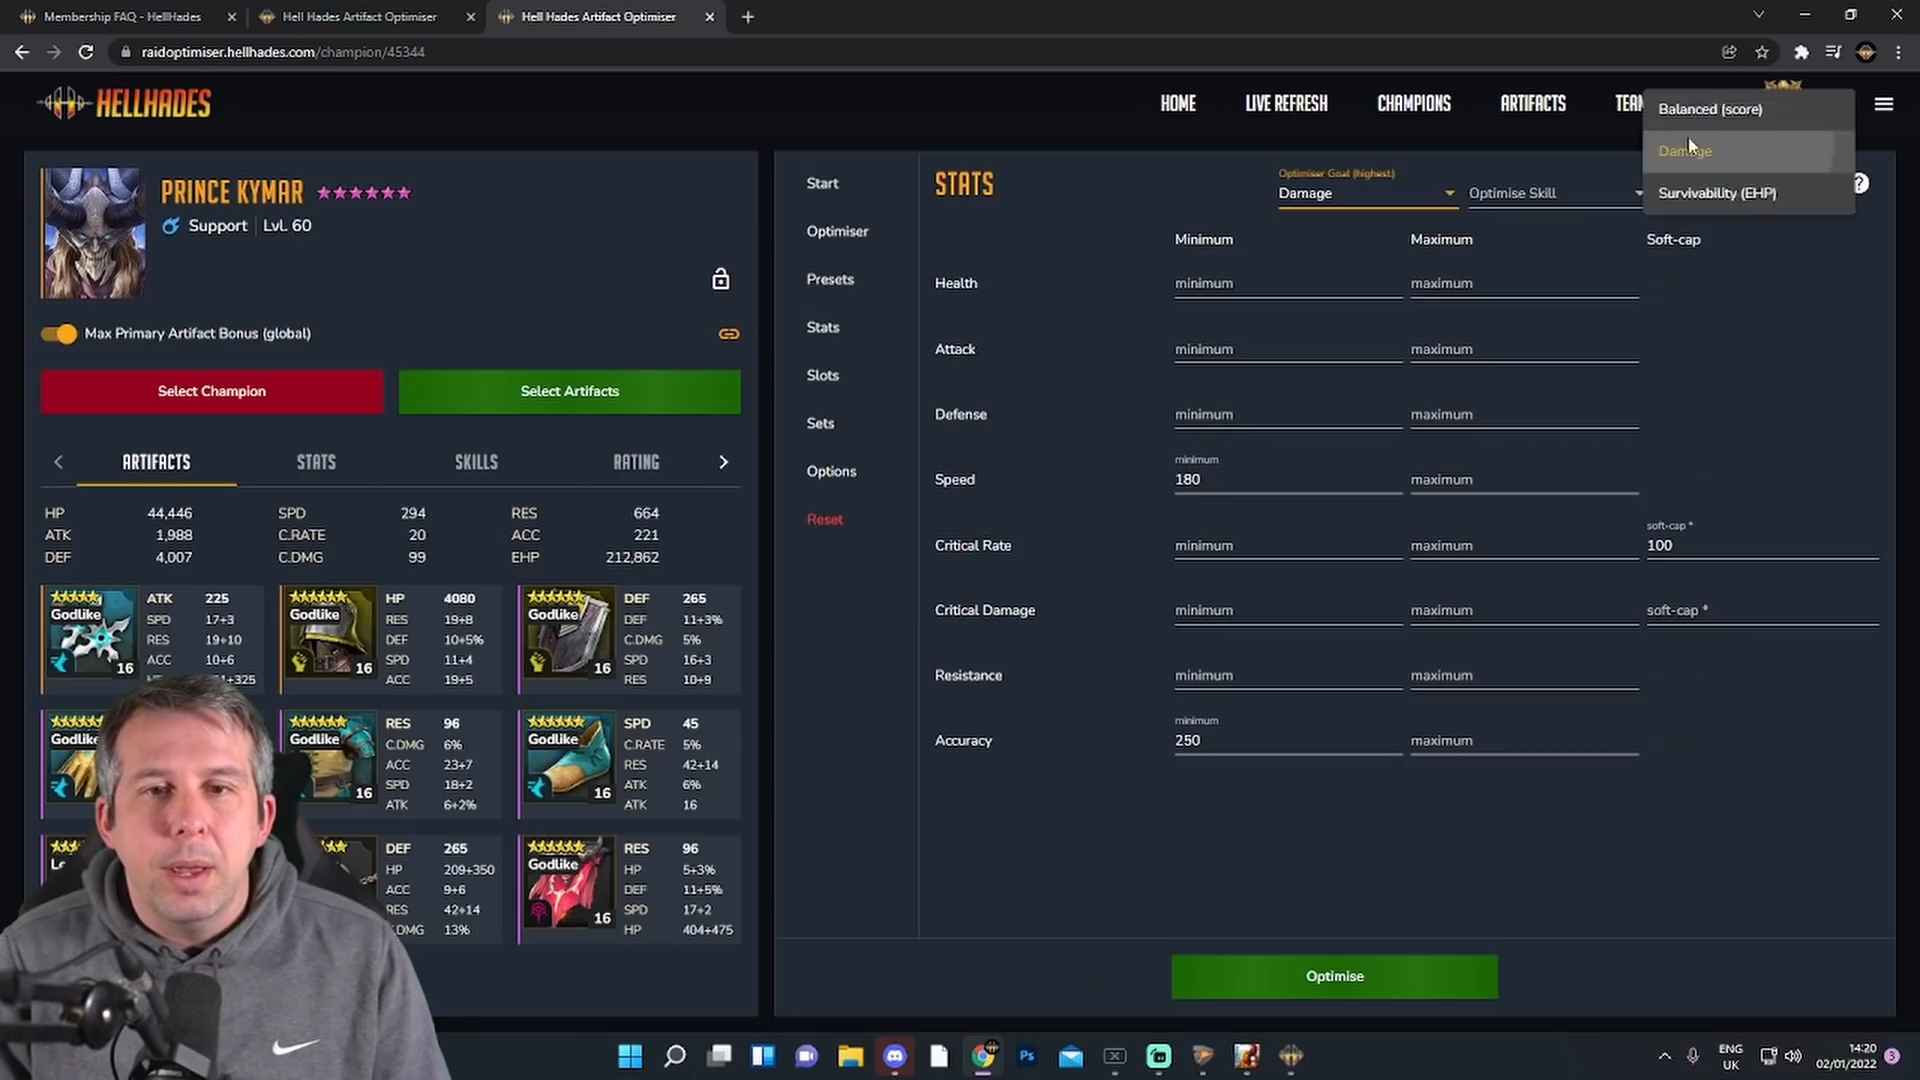 Membership FAQ - HellHades
Hell Hades Artifact Optimiser
Hell Hades Artifact Optimiser
raidoptimiser.hellhades.com/champion/45344
HELLHADES
HOME
LIVE REFRESH
CHAMPIONS
ARTIFACTS
Balanced (score)
Damage
Survivability (EHP)
PRINCE KYMAR
Support
Lvl. 60
Max Primary Artifact Bonus (global)
Select Champion
Select Artifacts
ARTIFACTS
STATS
SKILLS
RATING
HP 44,446 SPD 294 RES 664
ATK 1,988 C.RATE 20 ACC 221
DEF 4,007 C.DMG 99 EHP 212,862
Godlike
16
ATK 225
SPD 17+3
RES 19+10
ACC 10+6
Godlike
16
HP 4080
RES 19+8
DEF 10+5%
SPD 11+4
ACC 19+5
Godlike
16
DEF 265
DEF 11+3%
C.DMG 5%
SPD 16+3
RES 10+9
Godlike
Godlike
16
RES 96
C.DMG 6%
ACC 23+7
SPD 18+2
ATK 6+2%
Godlike
16
SPD 45
C.RATE 5%
RES 42+14
ATK 6%
ATK 16
DEF 265
HP 209+350
ACC 9+6
RES 42+14
DMG 13%
Godlike
16
RES 96
HP 5+3%
DEF 11+5%
SPD 17+2
HP 404+475
Start
Optimiser
Presets
Stats
Slots
Sets
Options
Reset
STATS
Optimiser Goal (highest)
Damage
Optimise Skill
?
Minimum Maximum Soft-cap
Health minimum maximum
Attack minimum maximum
Defense minimum maximum
minimum
Speed 180 maximum
soft-cap *
Critical Rate minimum maximum 100
Critical Damage minimum maximum soft-cap *
Resistance minimum maximum
minimum
Accuracy 250 maximum
Optimise
Ps
ENG
UK
14:20
02/01/2022
3